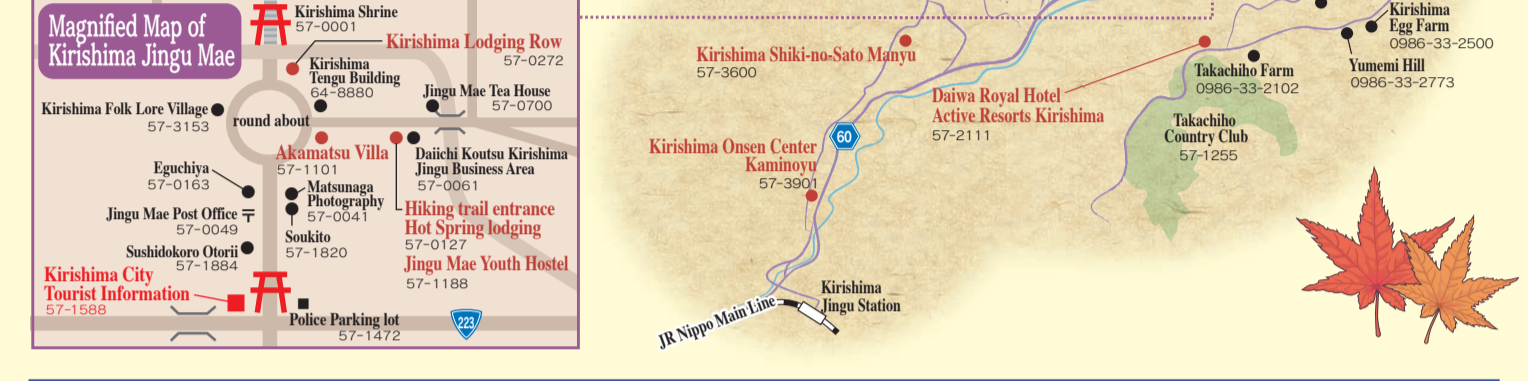 Magnified Map of
Kirishima Jingu Mae
Kirishima Shrine
57-0001
Kirishima Lodging Row
57-0272
Kirishima
Tengu Building
64-8880
Jingu Mae Tea House
57-0700
Kirishima Folk Lore Village
57-3153
round about
Akamatsu Villa
57-1101
Daiichi Koutsu Kirishima
Jingu Business Area
57-0061
Eguchiya
57-0163
Matsunaga
Photography
57-0041
Jingu Mae Post Office 〒
57-0049
Hiking trail entrance
Hot Spring lodging
57-0127
Soukito
57-1820
Sushidokoro Otorii
57-1884
Jingu Mae Youth Hostel
57-1188
Kirishima City
Tourist Information
57-1588
Police Parking lot
57-1472
223
Kirishima Shiki-no-Sato Manyu
57-3600
Daiwa Royal Hotel
Active Resorts Kirishima
57-2111
60
Kirishima Onsen Center
Kaminoyu
57-3901
Kirishima
Jingu Station
JR Nippo Main Line
Kirishima
Egg Farm
0986-33-2500
Yumemi Hill
0986-33-2773
Takachiho Farm
0986-33-2102
Takachiho
Country Club
57-1255